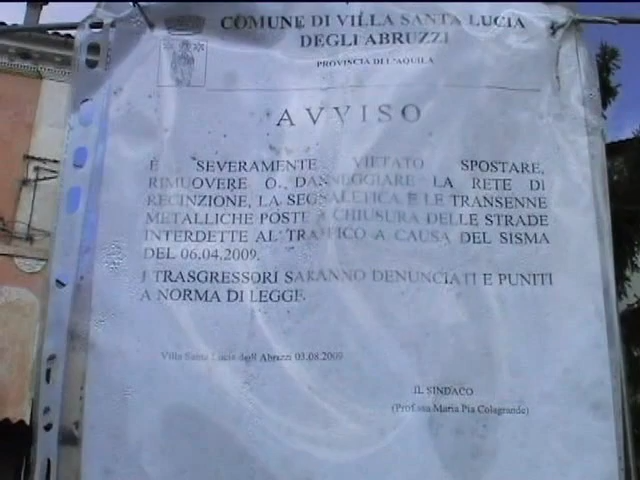 COMUNE DI VILLA SANTA LUCIA
DEGLI ABRUZZI
PROVINCIA DI L'AQUILA
AVVISO
È SEVERAMENTE VIETATO SPOSTARE,
RIMUOVERE O DANNEGGIARE LA RETE DI
RECINZIONE, LA SEGNALETICA E LE TRANSENNE
METALLICHE POSTE A CHIUSURA DELLE STRADE
INTERDETTE AL TRAFFICO A CAUSA DEL SISMA
DEL 06.04.2009.
I TRASGRESSORI SARANNO DENUNCIATI E PUNITI
A NORMA DI LEGGE.
Villa Santa Lucia degli Abruzzi 03.08.2009
IL SINDACO
(Prof.ssa Maria Pia Colagrande)